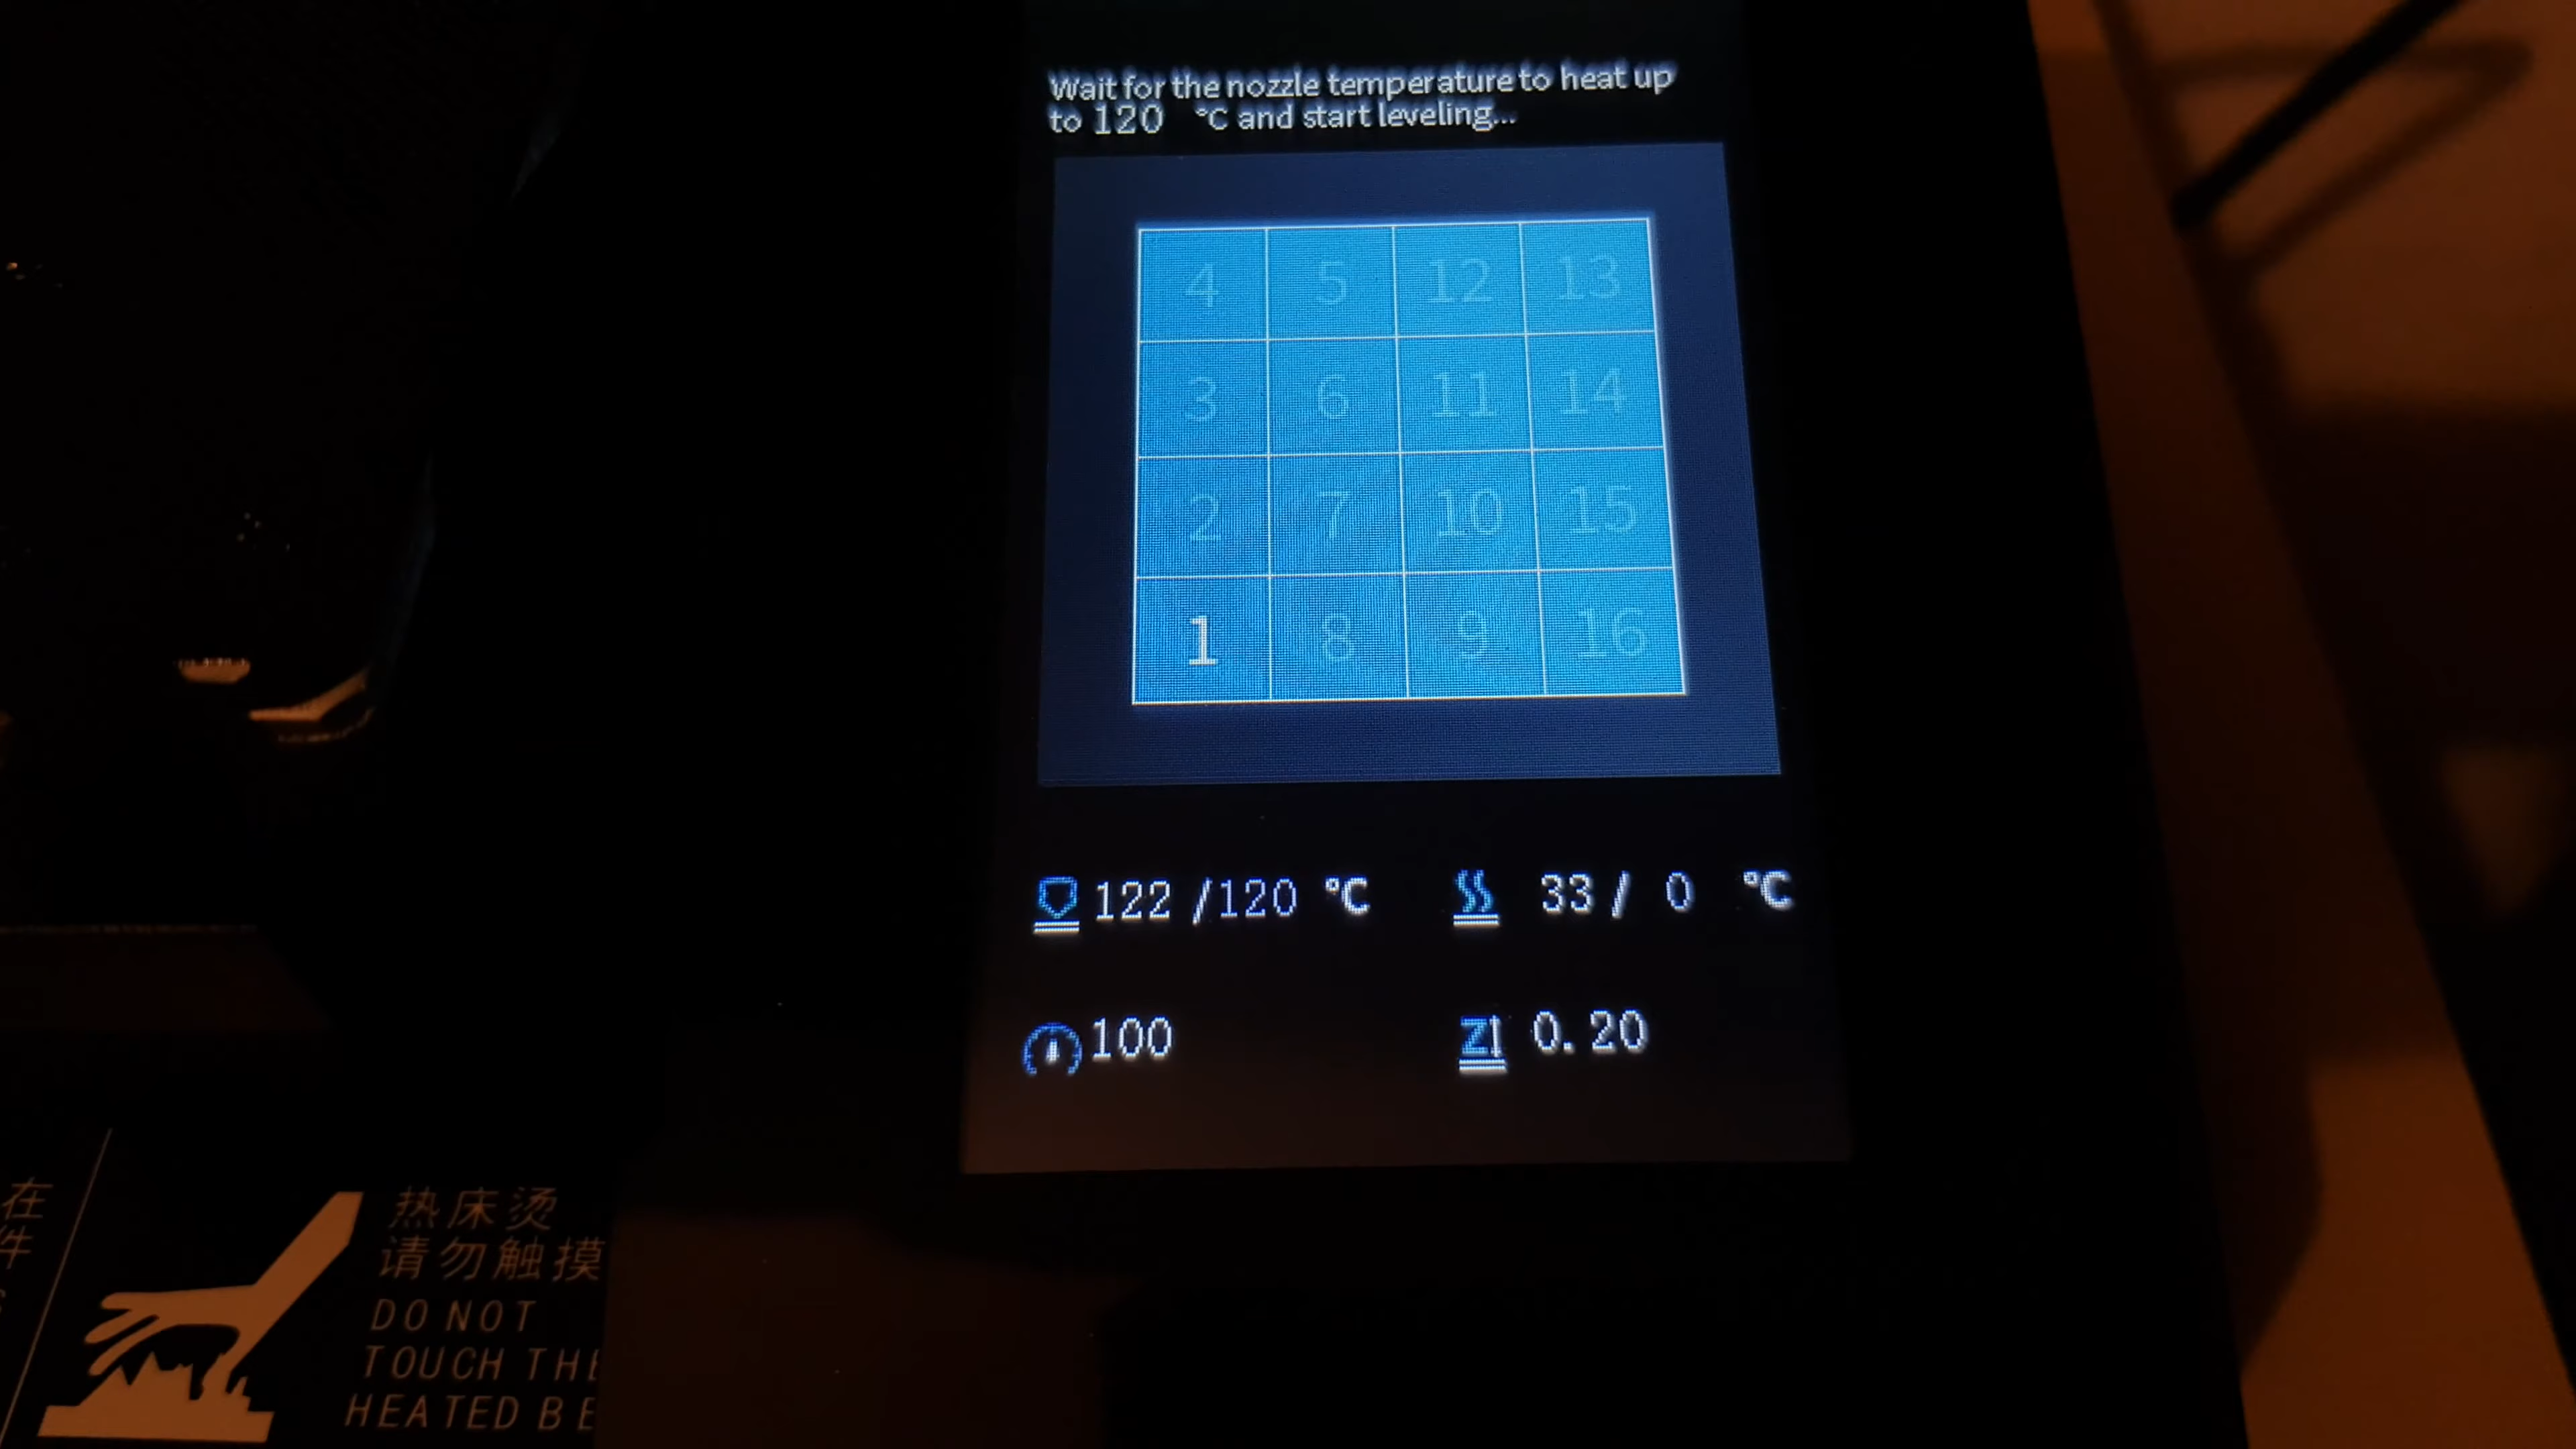 Wait for the nozzle temperature to heat up
to 120 °C and start leveling...
4 5 12 13
3 6 11 14
2 7 10 15
1 8 9 16
122 /120 °C 33 / 0 °C
100 Z 0.20
在
件
热床烫
请勿触摸
DO NOT
TOUCH THE
HEATED BE